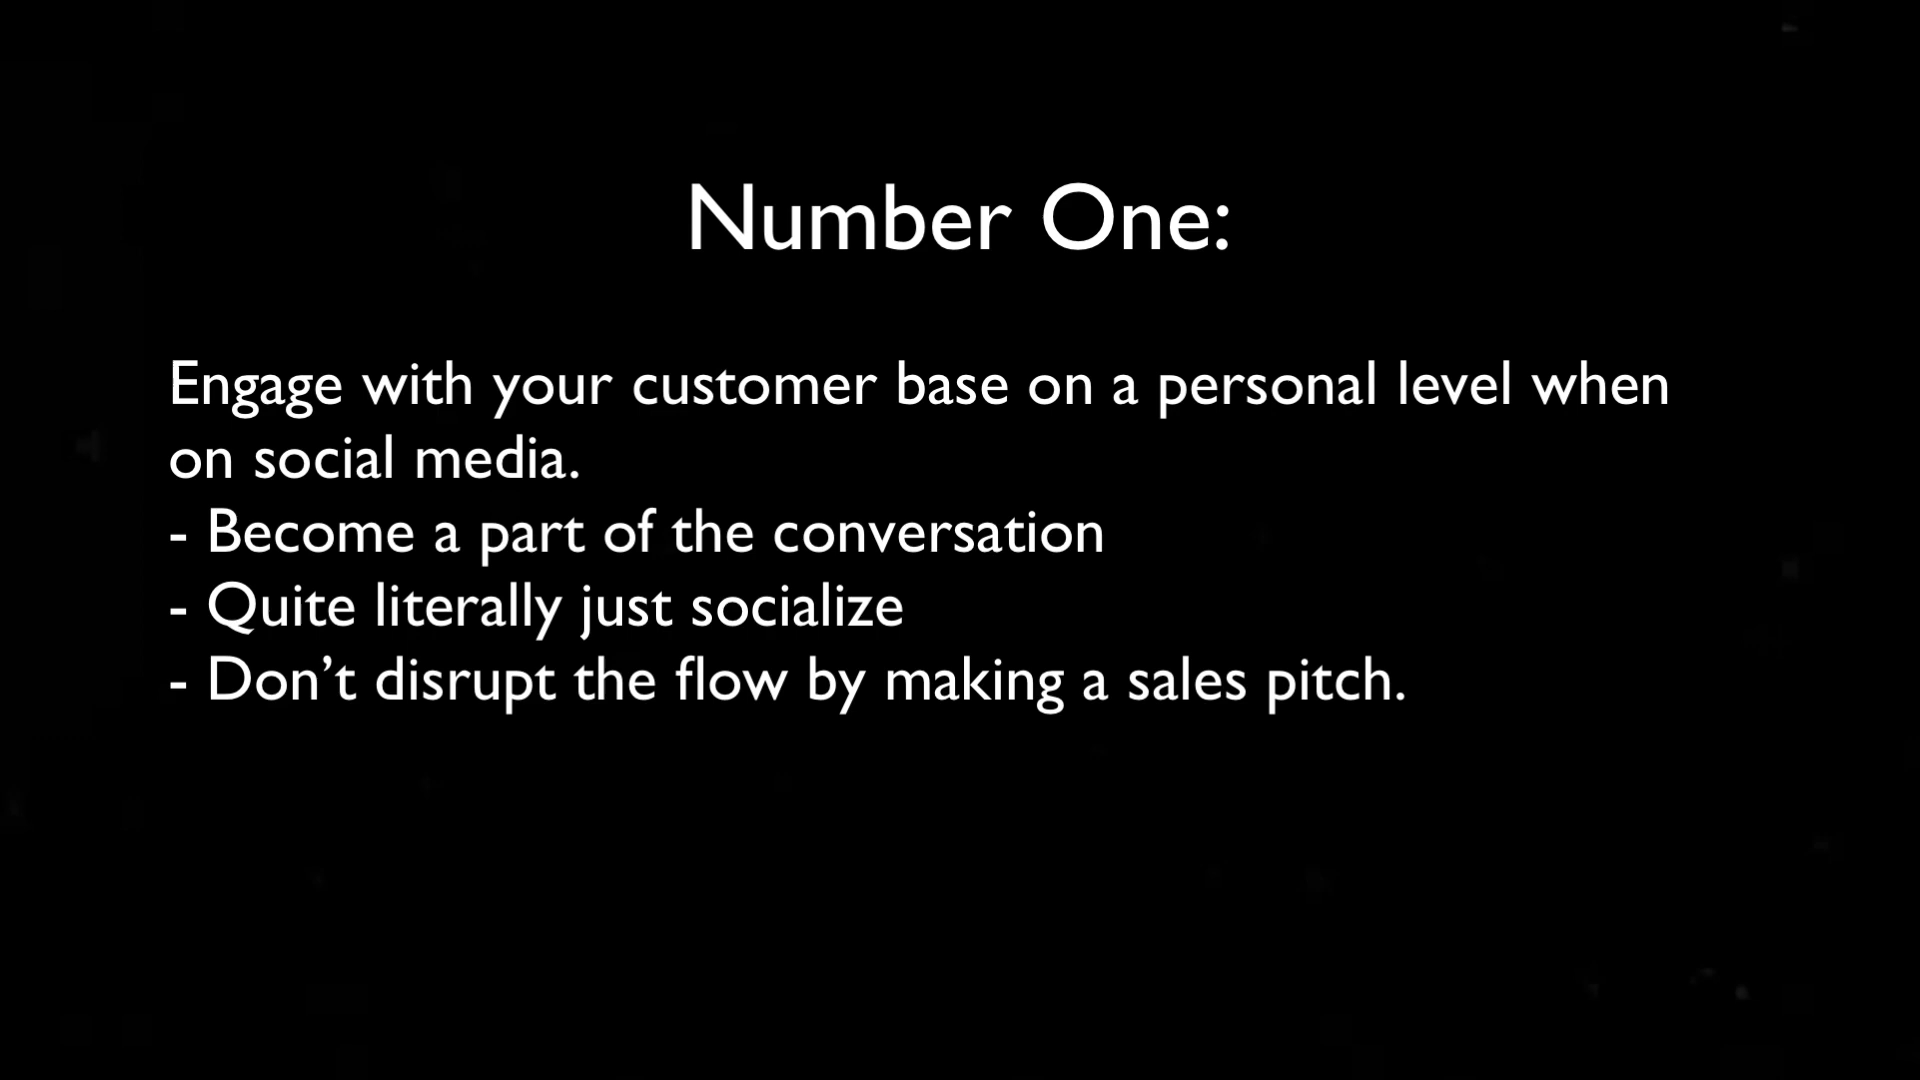 Number One:
Engage with your customer base on a personal level when
on social media.
- Become a part of the conversation
- Quite literally just socialize
- Don’t disrupt the flow by making a sales pitch.